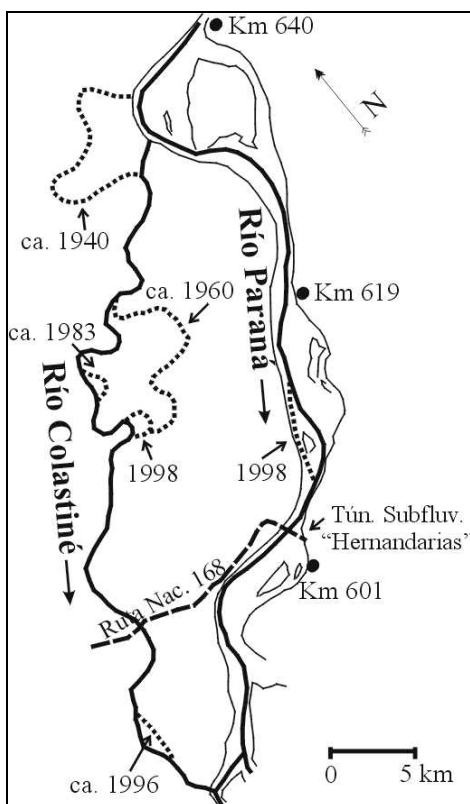 Km 640
N
ca. 1940
Río Paraná
ca. 1960
Km 619
ca. 1983
Río Colastiné
1998
1998
Tún. Subfluv.
"Hernandarias"
Ruta Nac. 168
Km 601
ca. 1996
0 5 km